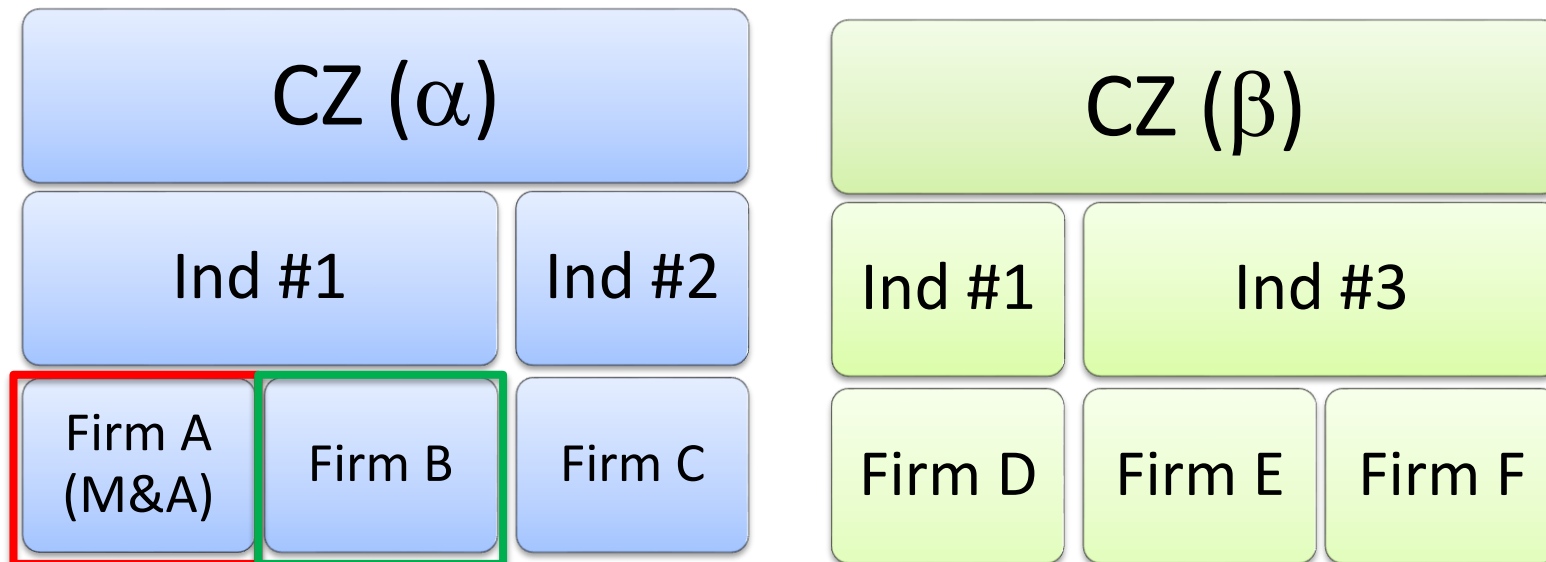 CZ (α)
CZ (β)
Ind #1
Ind #2
Ind #1
Ind #3
Firm A
(M&A)
Firm B
Firm C
Firm D
Firm E
Firm F